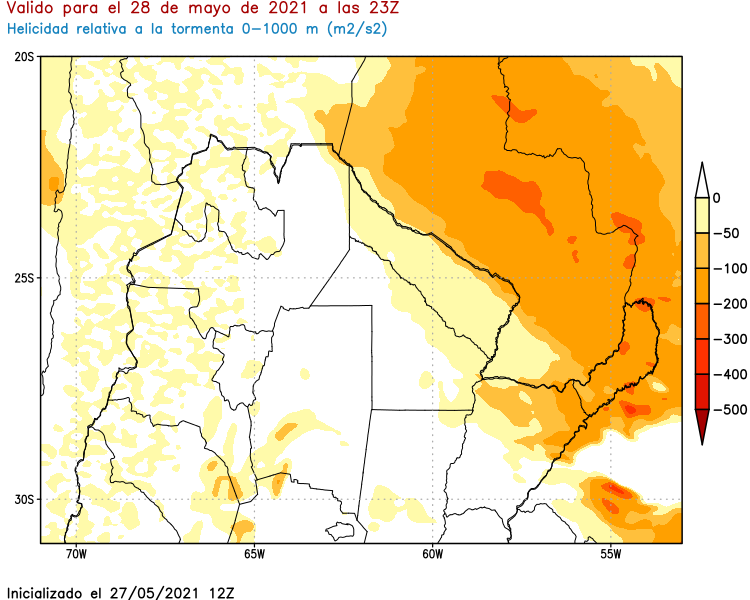 Valido para el 28 de mayo de 2021 a las 23Z
Helicidad relativa a la tormenta 0-1000 m (m2/s2)
20S
25S
30S
70W
65W
60W
55W
0
-50
-100
-200
-300
-400
-500
Inicializado el 27/05/2021 12Z